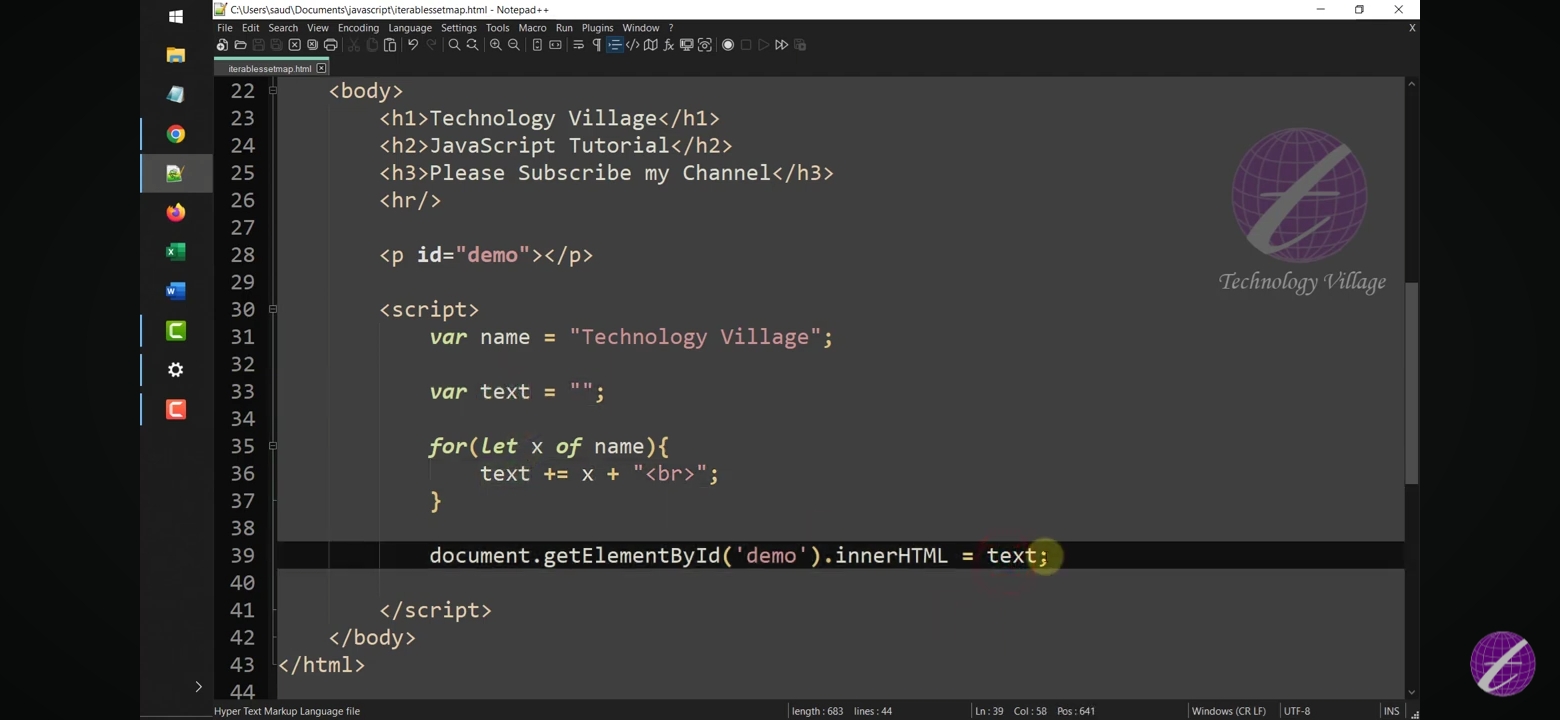 C:\Users\saud\Documents\javascript\iterablessetmap.html - Notepad++
File Edit Search View Encoding Language Settings Tools Macro Run Plugins Window ? X
iterablessetmap.html
22 <body>
23 <h1>Technology Village</h1>
24 <h2>JavaScript Tutorial</h2>
25 <h3>Please Subscribe my Channel</h3>
26 <hr/>
27
28 <p id="demo"></p>
29
30 <script>
31 var name = "Technology Village";
32
33 var text = "";
34
35 for(let x of name){
36 text += x + "<br>";
37 }
38
39 document.getElementById('demo').innerHTML = text;
40
41 </script>
42 </body>
43 </html>
44
Technology Village
Hyper Text Markup Language file length : 683 lines : 44 Ln : 39 Col : 58 Pos : 641 Windows (CR LF) UTF-8 INS